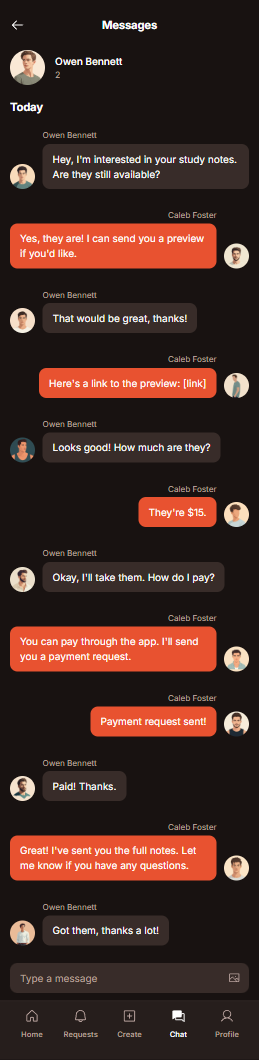 Messages
Owen Bennett
2
Today
Owen Bennett
Hey, I'm interested in your study notes.
Are they still available?
Caleb Foster
Yes, they are! I can send you a preview
if you'd like.
Owen Bennett
That would be great, thanks!
Caleb Foster
Here's a link to the preview: [link]
Owen Bennett
Looks good! How much are they?
Caleb Foster
They're $15.
Owen Bennett
Okay, I'll take them. How do I pay?
Caleb Foster
You can pay through the app. I'll send
you a payment request.
Caleb Foster
Payment request sent!
Owen Bennett
Paid! Thanks.
Caleb Foster
Great! I've sent you the full notes. Let
me know if you have any questions.
Owen Bennett
Got them, thanks a lot!
Type a message
Home Requests Create Chat Profile